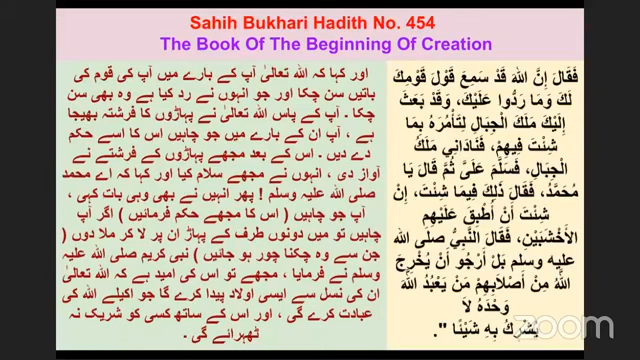 Sahih Bukhari Hadith No. 454
The Book Of The Beginning Of Creation
فَقَالَ إِنَّ اللَّهَ قَدْ سَمِعَ قَوْلَ قَوْمِكَ
لَكَ وَمَا رَدُّوا عَلَيْكَ، وَقَدْ بَعَثَ
إِلَيْكَ مَلَكَ الْجِبَالِ لِتَأْمُرَهُ بِمَا
شِئْتَ فِيهِمْ، فَنَادَانِي مَلَكُ
الْجِبَالِ، فَسَلَّمَ عَلَىَّ ثُمَّ قَالَ يَا
مُحَمَّدُ، فَقَالَ ذَلِكَ فِيمَا شِئْتَ، إِنْ
شِئْتَ أَنْ أُطْبِقَ عَلَيْهِمِ
الأَخْشَبَيْنِ، فَقَالَ النَّبِيُّ صلى الله
عليه وسلم بَلْ أَرْجُو أَنْ يُخْرِجَ
اللَّهُ مِنْ أَصْلاَبِهِمْ مَنْ يَعْبُدُ اللَّهَ
وَحْدَهُ لاَ
يُشْرِكُ بِهِ شَيْئًا ‏"‏‏.‏
اور کہا کہ اللہ تعالیٰ آپ کے بارے میں آپ کی قوم کی
باتیں سن چکا اور جو انہوں نے رد کیا ہے وہ بھی سن
چکا ۔ آپ کے پاس اللہ تعالیٰ نے پہاڑوں کا فرشتہ بھیجا
ہے ، آپ ان کے بارے میں جو چاہیں اس کا اسے حکم
دے دیں ۔ اس کے بعد مجھے پہاڑوں کے فرشتے نے
آواز دی ، انہوں نے مجھے سلام کیا اور کہا کہ اے محمد
صلی اللہ علیہ وسلم ! پھر انہوں نے بھی وہی بات کہی ،
آپ جو چاہیں ( اس کا مجھے حکم فرمائیں ) اگر آپ
چاہیں تو میں دونوں طرف کے پہاڑ ان پر لا کر ملا دوں (
جن سے وہ چکنا چور ہو جائیں ) نبی کریم صلی اللہ علیہ
وسلم نے فرمایا ، مجھے تو اس کی امید ہے کہ اللہ تعالیٰ
ان کی نسل سے ایسی اولاد پیدا کرے گا جو اکیلے اللہ کی
عبادت کرے گی ، اور اس کے ساتھ کسی کو شریک نہ
ٹھہرائے گی ۔
zoom